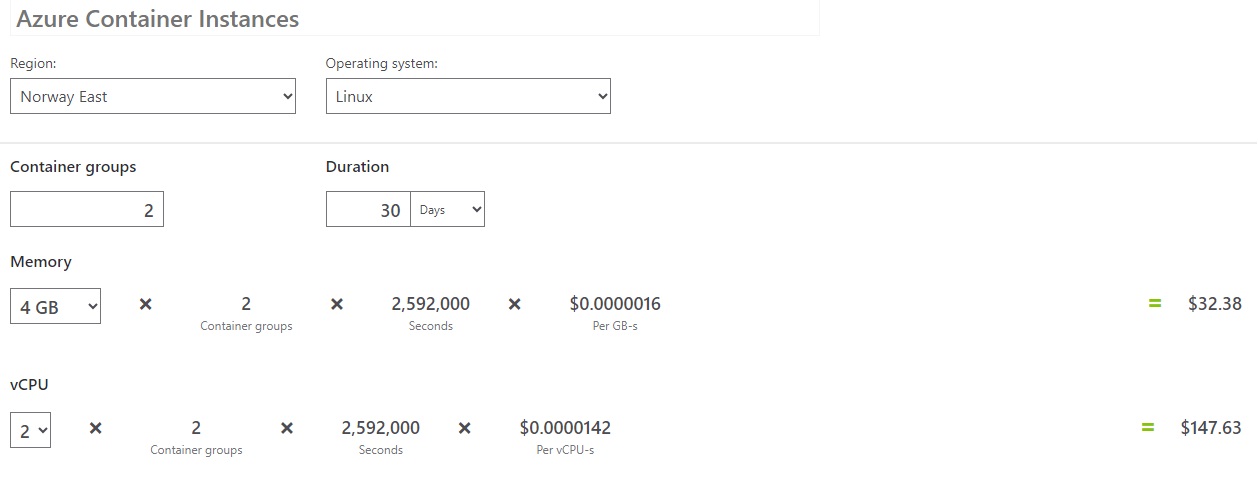 Azure Container Instances
Region: Operating system:
Norway East Linux
Container groups Duration
2 30 Days
Memory
4 GB × 2 × 2,592,000 × $0.0000016 = $32.38
Container groups Seconds Per GB-s
vCPU
2 × 2 × 2,592,000 × $0.0000142 = $147.63
Container groups Seconds Per vCPU-s